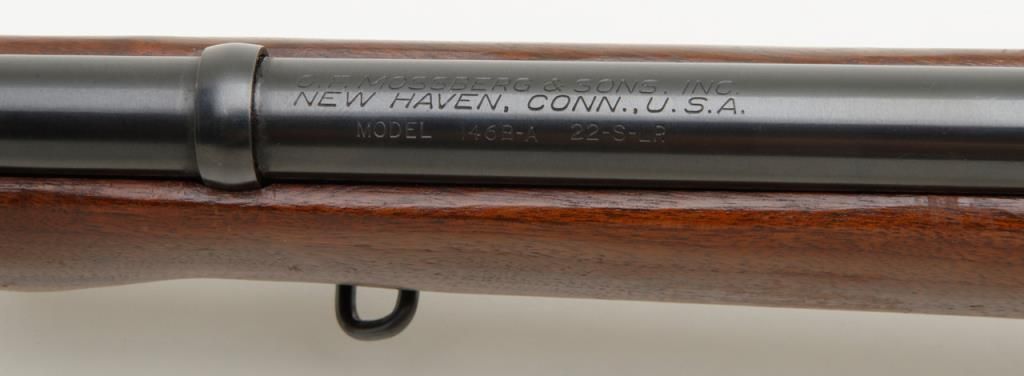 O.F. MOSSBERG & SONS, INC.
NEW HAVEN, CONN., U.S.A.
MODEL 146B-A 22-S-LR